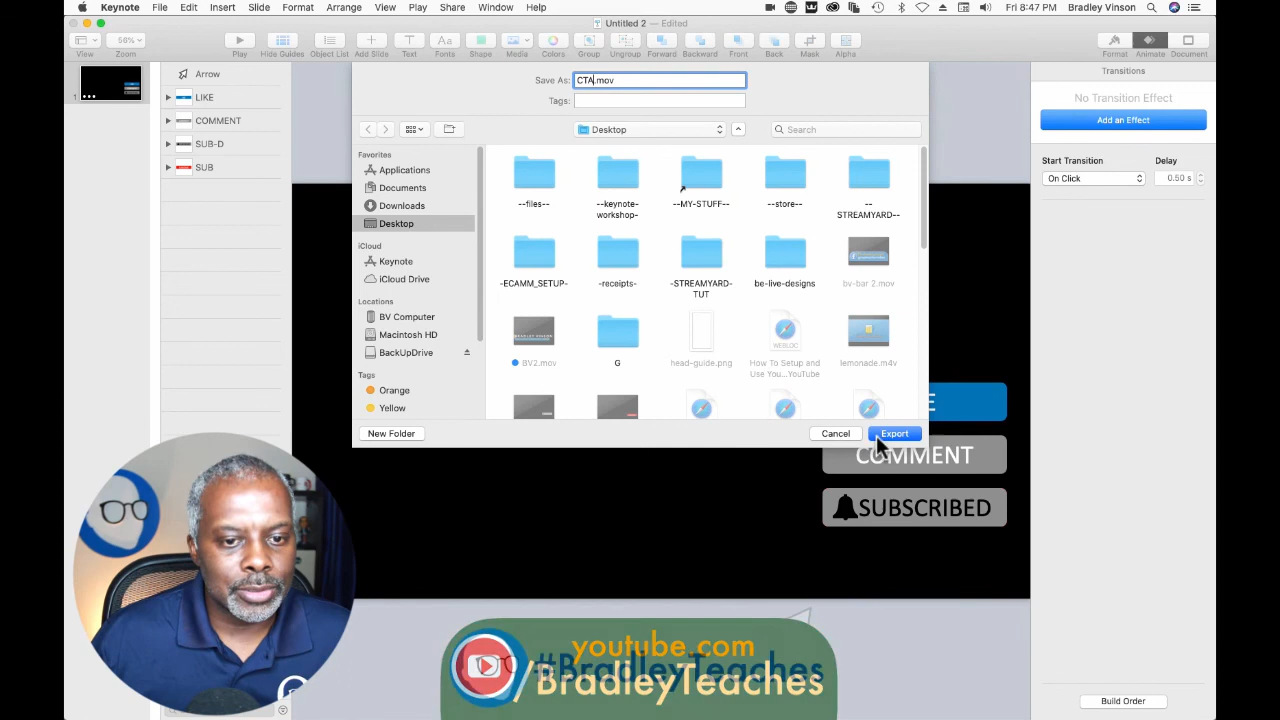 Keynote File Edit Insert Slide Format Arrange View Play Share Window Help Fri 8:47 PM Bradley Vinson
Untitled 2 — Edited
56%
View Zoom Play Hide Guides Object List Add Slide Text Shape Media Colors Group Ungroup Forward Backward Front Back Mask Alpha Format Animate Document
Aa
Fonts
1
Arrow
LIKE
COMMENT
SUB-D
SUB
Save As: CTA.mov
Tags:
Desktop
Search
Favorites
Applications
Documents
Downloads
Desktop
iCloud
Keynote
iCloud Drive
Locations
BV Computer
Macintosh HD
BackUpDrive
Tags
Orange
Yellow
--files--
--keynote-
workshop-
--MY-STUFF--
--store--
--
STREAMYARD--
-ECAMM_SETUP-
-receipts-
-STREAMYARD-
TUT
be-live-designs
bv-bar 2.mov
BV2.mov
G
head-guide.png
WEBLOC
How To Setup and
Use You...YouTube
lemonade.m4v
New Folder
Cancel
Export
Transitions
No Transition Effect
Add an Effect
Start Transition
Delay
On Click
0.50 s
Build Order
E
COMMENT
SUBSCRIBED
youtube.com
#BradleyTeaches
/BradleyTeaches